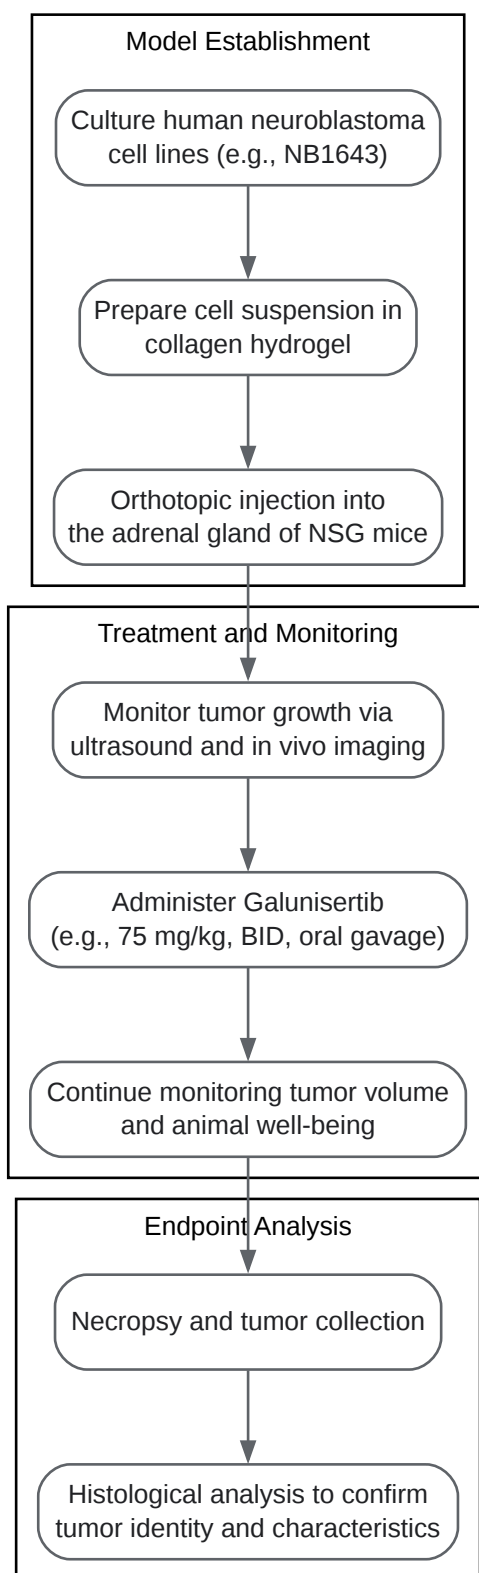 Model Establishment
Culture human neuroblastoma
cell lines (e.g., NB1643)
Prepare cell suspension in
collagen hydrogel
Orthotopic injection into
the adrenal gland of NSG mice
Treatment and Monitoring
Monitor tumor growth via
ultrasound and in vivo imaging
Administer Galunisertib
(e.g., 75 mg/kg, BID, oral gavage)
Continue monitoring tumor volume
and animal well-being
Endpoint Analysis
Necropsy and tumor collection
Histological analysis to confirm
tumor identity and characteristics